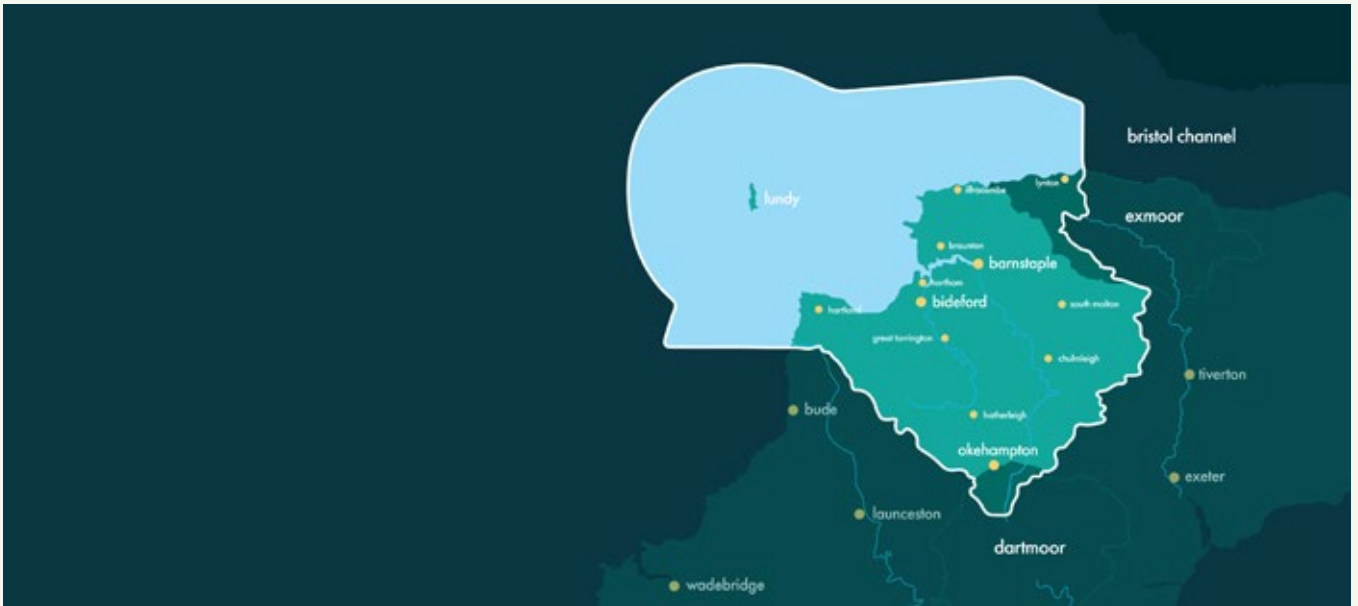 bristol channel
lynton
ilfracombe
lundy
exmoor
braunton
barnstaple
northam
bideford
south molton
hartland
great torrington
chulmleigh
tiverton
bude
hatherleigh
okehampton
exeter
launceston
dartmoor
wadebridge